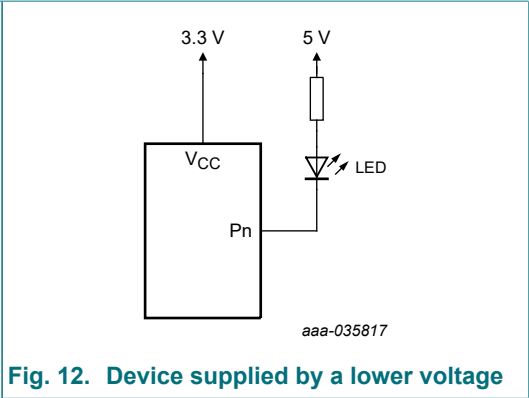 3.3 V
5 V
VCC
LED
Pn
aaa-035817
Fig. 12. Device supplied by a lower voltage